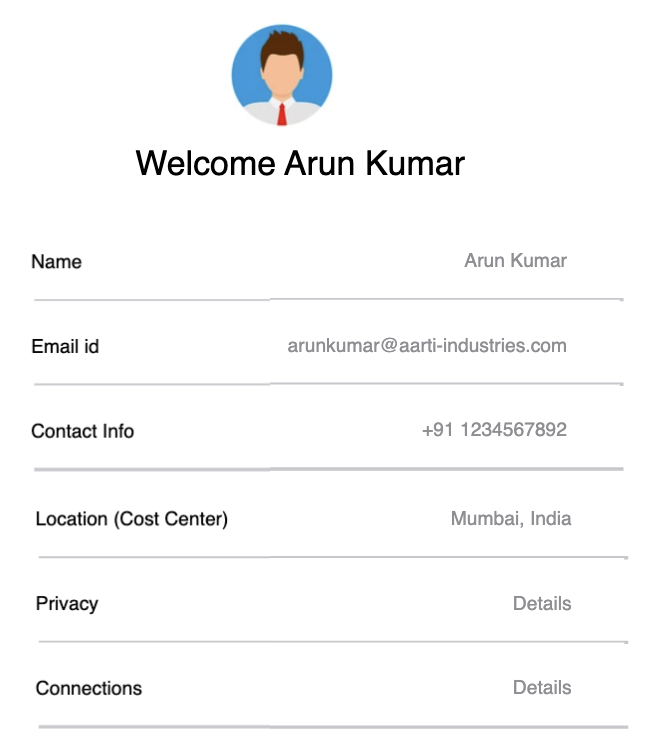 Welcome Arun Kumar
Name Arun Kumar
Email id arunkumar@aarti-industries.com
Contact Info +91 1234567892
Location (Cost Center) Mumbai, India
Privacy Details
Connections Details